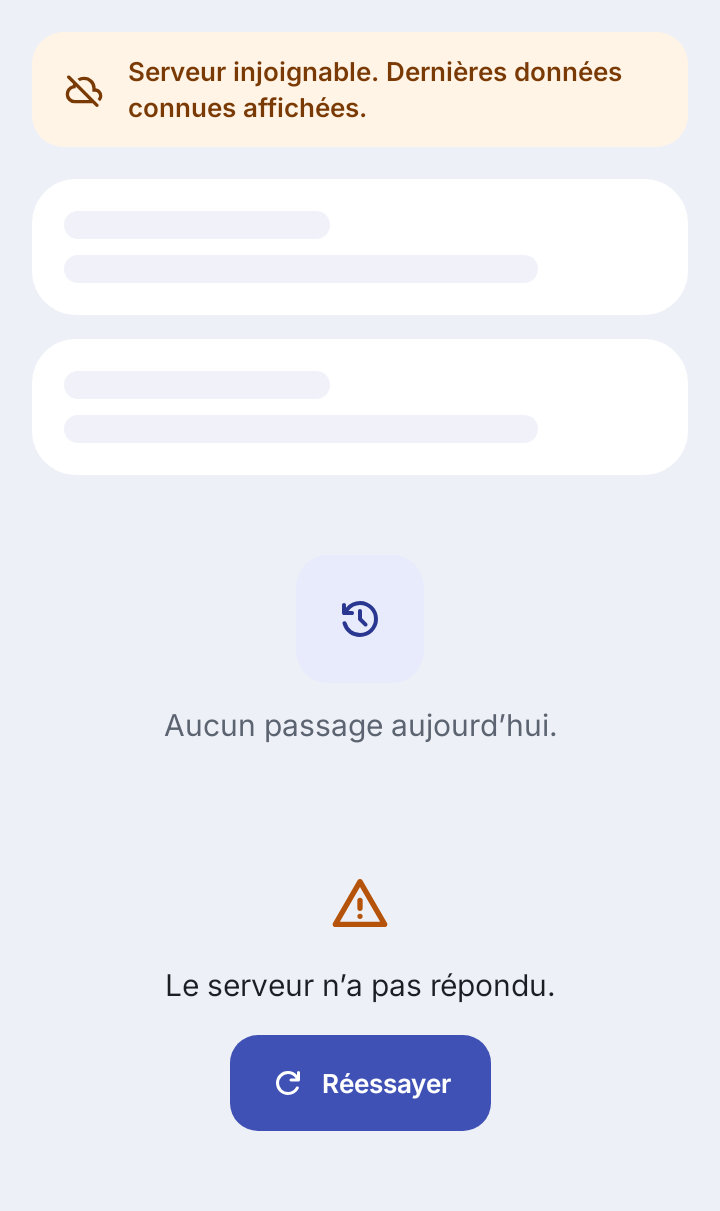 Serveur injoignable. Dernières données
connues affichées.
Aucun passage aujourd’hui.
Le serveur n’a pas répondu.
Réessayer